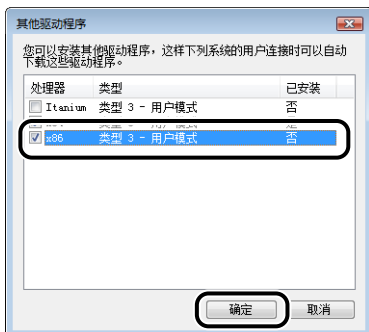 其他驱动程序
您可以安装其他驱动程序，这样下列系统的用户连接时可以自动
下载这些驱动程序。
处理器 类型 已安装
Itanium 类型 3 - 用户模式 否
x86 类型 3 - 用户模式 否
确定 取消